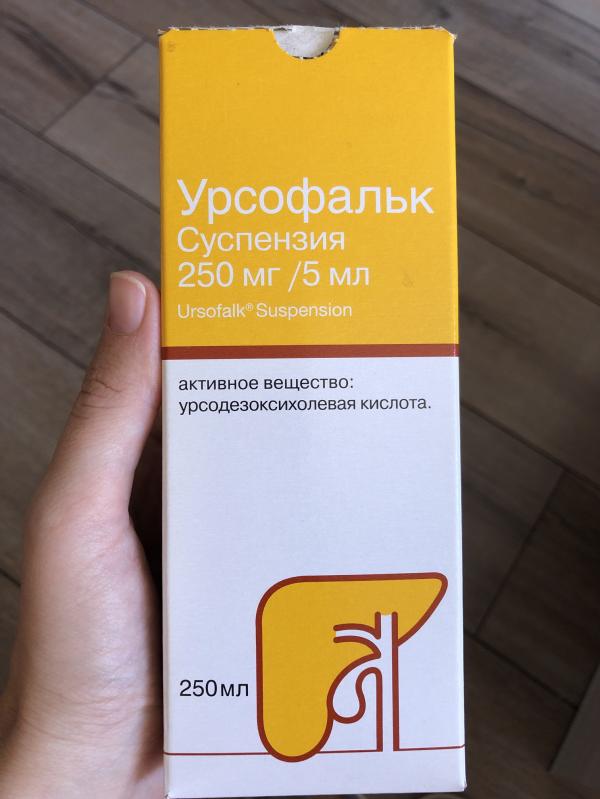 Урсофальк
Суспензия
250 мг /5 мл
Ursofalk® Suspension
активное вещество:
урсодезоксихолевая кислота.
250мл